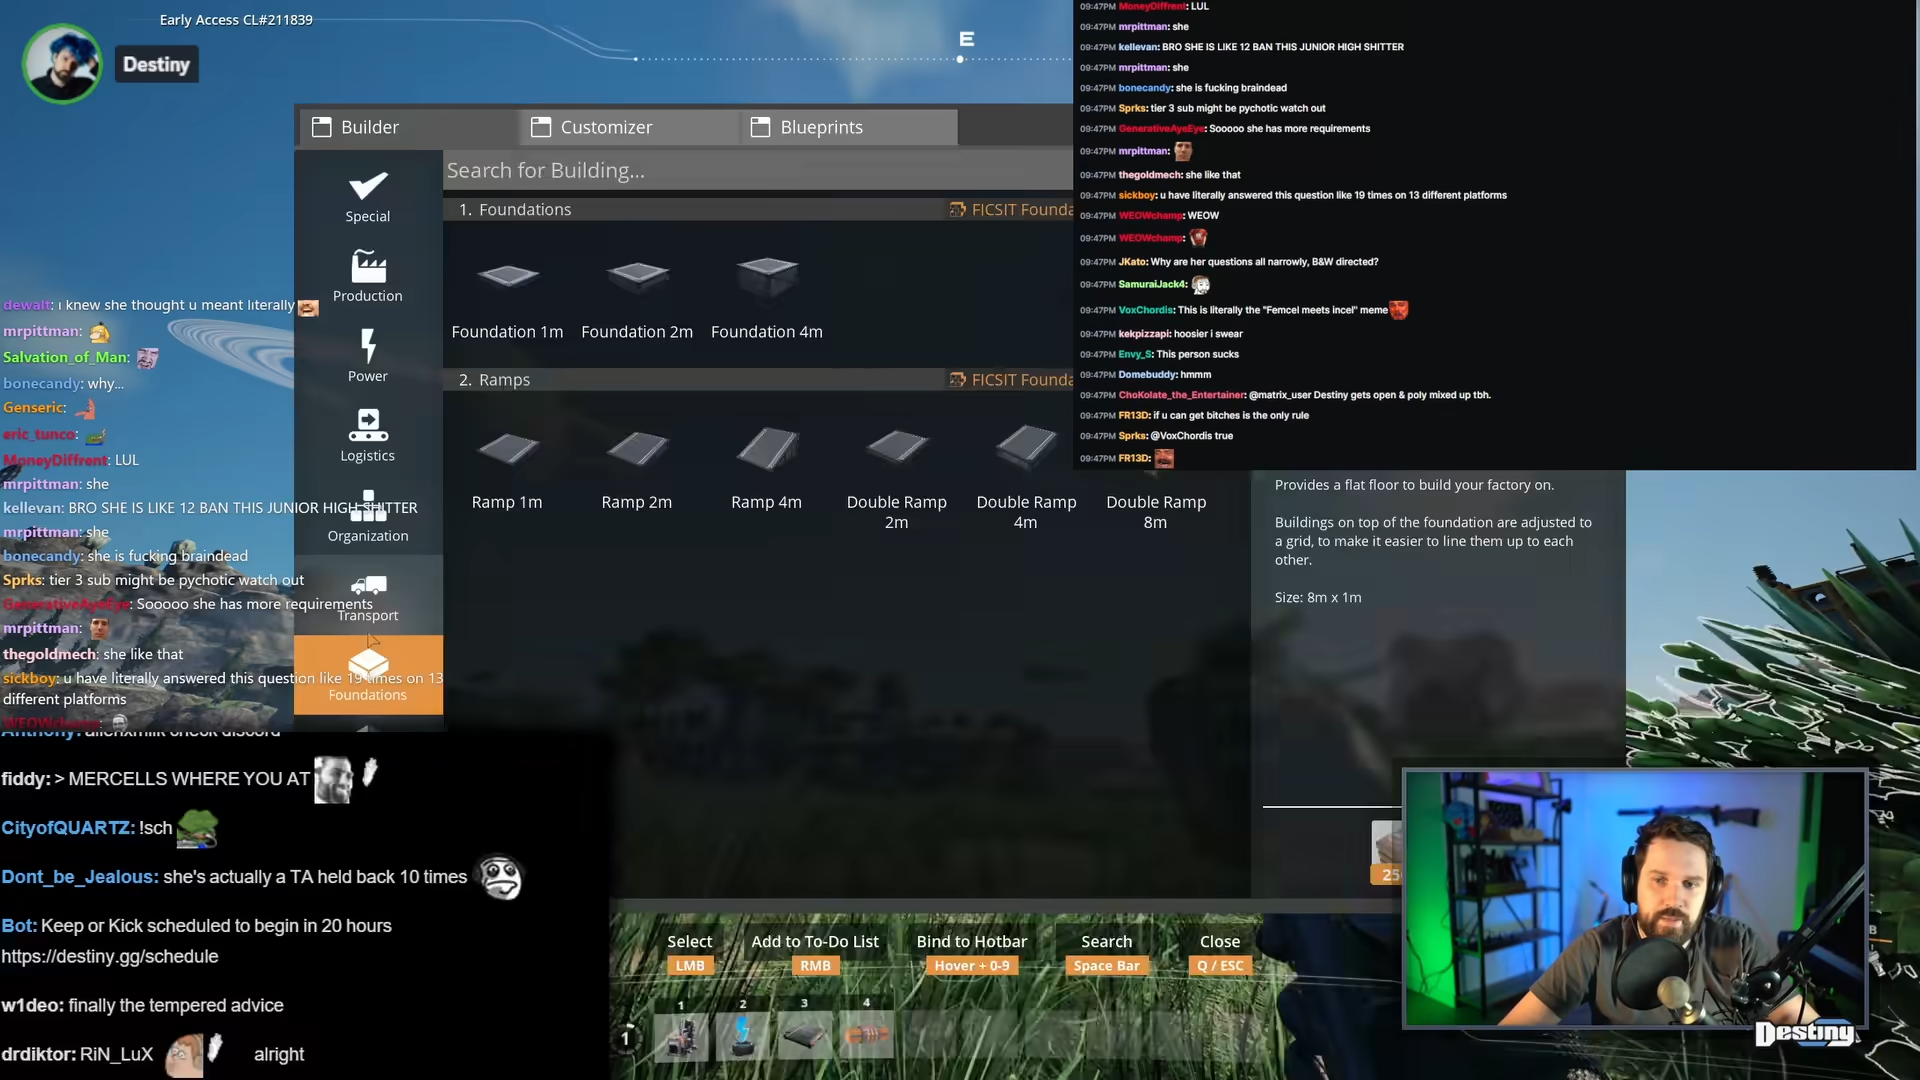 Early Access CL#211839
Destiny
E
Builder
Customizer
Blueprints
Search for Building...
Special
Production
Power
Logistics
Organization
Transport
Foundations
1. Foundations
FICSIT Founda
Foundation 1m
Foundation 2m
Foundation 4m
2. Ramps
FICSIT Founda
Ramp 1m
Ramp 2m
Ramp 4m
Double Ramp 2m
Double Ramp 4m
Double Ramp 8m
Provides a flat floor to build your factory on.
Buildings on top of the foundation are adjusted to
a grid, to make it easier to line them up to each
other.
Size: 8m x 1m
09:47PM MoneyDiffrent: LUL
09:47PM mrpittman: she
09:47PM kellevan: BRO SHE IS LIKE 12 BAN THIS JUNIOR HIGH SHITTER
09:47PM mrpittman: she
09:47PM bonecandy: she is fucking braindead
09:47PM Sprks: tier 3 sub might be pychotic watch out
09:47PM GenerativeAyeEye: Sooooo she has more requirements
09:47PM mrpittman:
09:47PM thegoldmech: she like that
09:47PM sickboy: u have literally answered this question like 19 times on 13 different platforms
09:47PM WEOWchamp: WEOW
09:47PM WEOWchamp:
09:47PM JKato: Why are her questions all narrowly, B&W directed?
09:47PM SamuraiJack4:
09:47PM VoxChordis: This is literally the "Femcel meets incel" meme
09:47PM kekpizzapi: hoosier i swear
09:47PM Envy_S: This person sucks
09:47PM Domebuddy: hmmm
09:47PM ChoKolate_the_Entertainer: @matrix_user Destiny gets open & poly mixed up tbh.
09:47PM FR13D: if u can get bitches is the only rule
09:47PM Sprks: @VoxChordis true
09:47PM FR13D:
dewalt: i knew she thought u meant literally
mrpittman:
Salvation_of_Man:
bonecandy: why...
Genseric:
eric_tunco:
MoneyDiffrent: LUL
mrpittman: she
kellevan: BRO SHE IS LIKE 12 BAN THIS JUNIOR HIGH SHITTER
mrpittman: she
bonecandy: she is fucking braindead
Sprks: tier 3 sub might be pychotic watch out
GenerativeAyeEye: Sooooo she has more requirements
mrpittman:
thegoldmech: she like that
sickboy: u have literally answered this question like 19 times on 13
different platforms
WEOWchamp:
Anthony: alienxmilk check discord
fiddy: > MERCELLS WHERE YOU AT
CityofQUARTZ: !sch
Dont_be_Jealous: she's actually a TA held back 10 times
Bot: Keep or Kick scheduled to begin in 20 hours
https://destiny.gg/schedule
w1deo: finally the tempered advice
drdiktor: RiN_LuX alright
25
Select
LMB
Add to To-Do List
RMB
Bind to Hotbar
Hover + 0-9
Search
Space Bar
Close
Q / ESC
1
1
2
3
4
Destiny